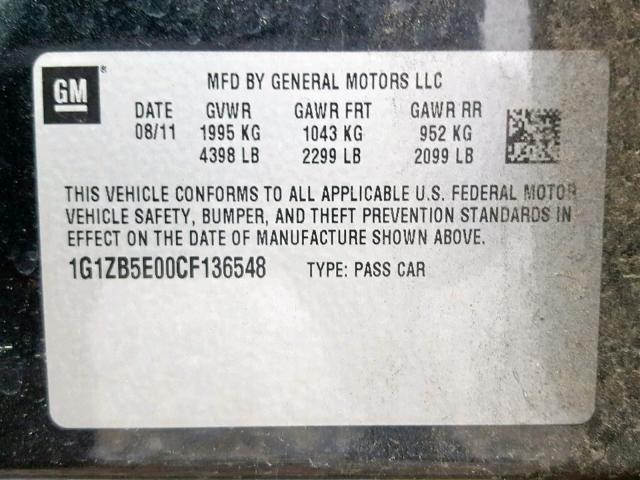 GM ® MFD BY GENERAL MOTORS LLC
DATE GVWR GAWR FRT GAWR RR
08/11 1995 KG 1043 KG 952 KG
4398 LB 2299 LB 2099 LB
THIS VEHICLE CONFORMS TO ALL APPLICABLE U.S. FEDERAL MOTOR
VEHICLE SAFETY, BUMPER, AND THEFT PREVENTION STANDARDS IN
EFFECT ON THE DATE OF MANUFACTURE SHOWN ABOVE.
1G1ZB5E00CF136548 TYPE: PASS CAR